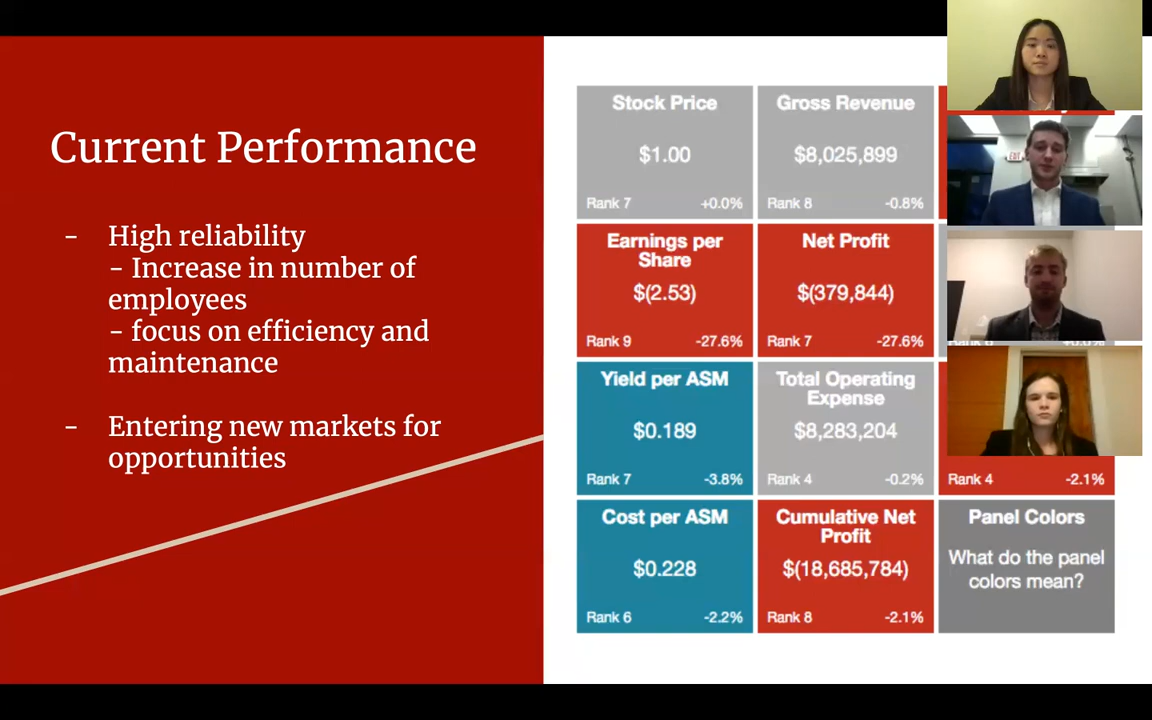 Current Performance
- High reliability
- Increase in number of
employees
- focus on efficiency and
maintenance
- Entering new markets for
opportunities
Stock Price
$1.00
Rank 7 +0.0%
Gross Revenue
$8,025,899
Rank 8 -0.8%
Earnings per
Share
$(2.53)
Rank 9 -27.6%
Net Profit
$(379,844)
Rank 7 -27.6%
Yield per ASM
$0.189
Rank 7 -3.8%
Total Operating
Expense
$8,283,204
Rank 4 -0.2%
Rank 4 -2.1%
Cost per ASM
$0.228
Rank 6 -2.2%
Cumulative Net
Profit
$(18,685,784)
Rank 8 -2.1%
Panel Colors
What do the panel
colors mean?
EXIT